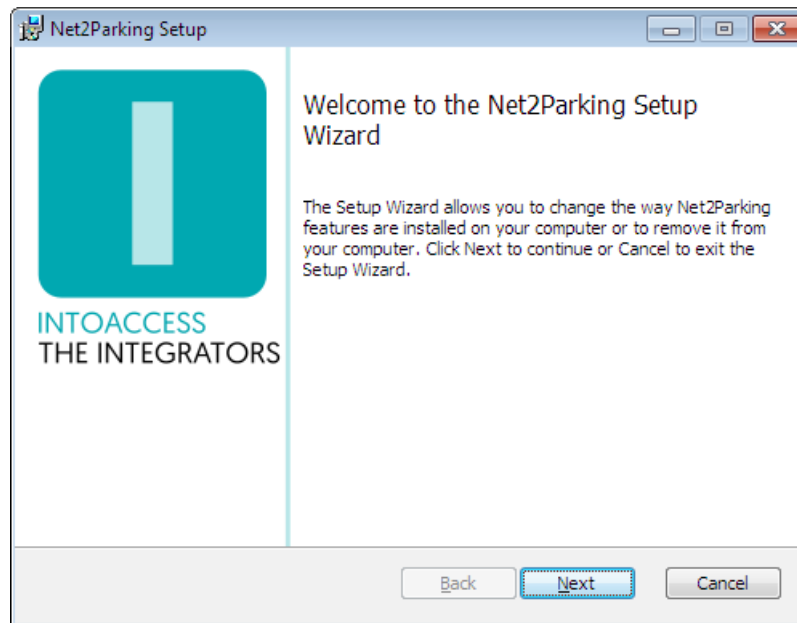 Net2Parking Setup
Welcome to the Net2Parking Setup
Wizard
The Setup Wizard allows you to change the way Net2Parking
features are installed on your computer or to remove it from
your computer. Click Next to continue or Cancel to exit the
Setup Wizard.
INTOACCESS
THE INTEGRATORS
Back
Next
Cancel